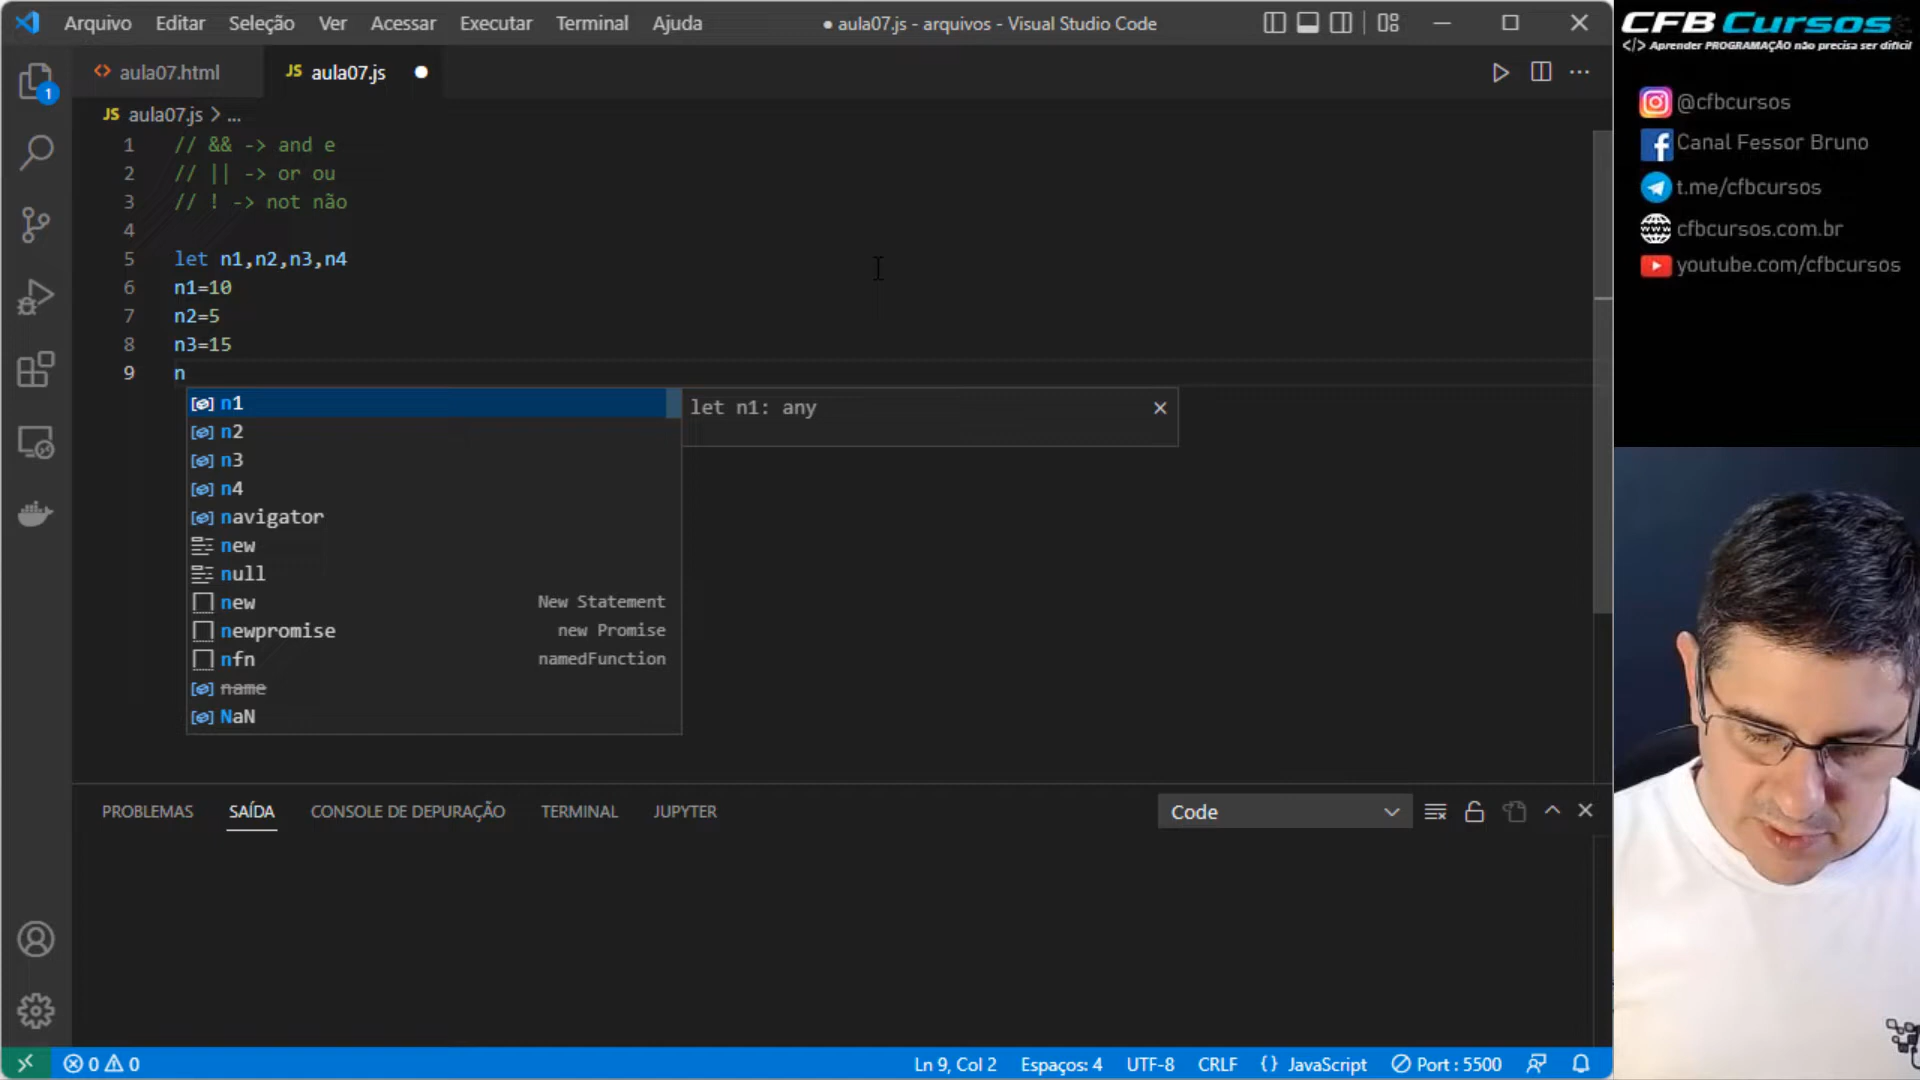 Arquivo Editar Seleção Ver Acessar Executar Terminal Ajuda
● aula07.js - arquivos - Visual Studio Code
aula07.html
JS aula07.js ●
JS aula07.js > ...
1
1 // && -> and e
2 // || -> or ou
3 // ! -> not não
4
5 let n1,n2,n3,n4
6 n1=10
7 n2=5
8 n3=15
9 n
n1
n2
n3
n4
navigator
new
null
new New Statement
newpromise new Promise
nfn namedFunction
name
NaN
let n1: any
PROBLEMAS SAÍDA CONSOLE DE DEPURAÇÃO TERMINAL JUPYTER
Code
0 0
Ln 9, Col 2 Espaços: 4 UTF-8 CRLF {} JavaScript Port : 5500
CFB Cursos
</> Aprender PROGRAMAÇÃO não precisa ser difícil
@cfbcursos
Canal Fessor Bruno
t.me/cfbcursos
cfbcursos.com.br
youtube.com/cfbcursos